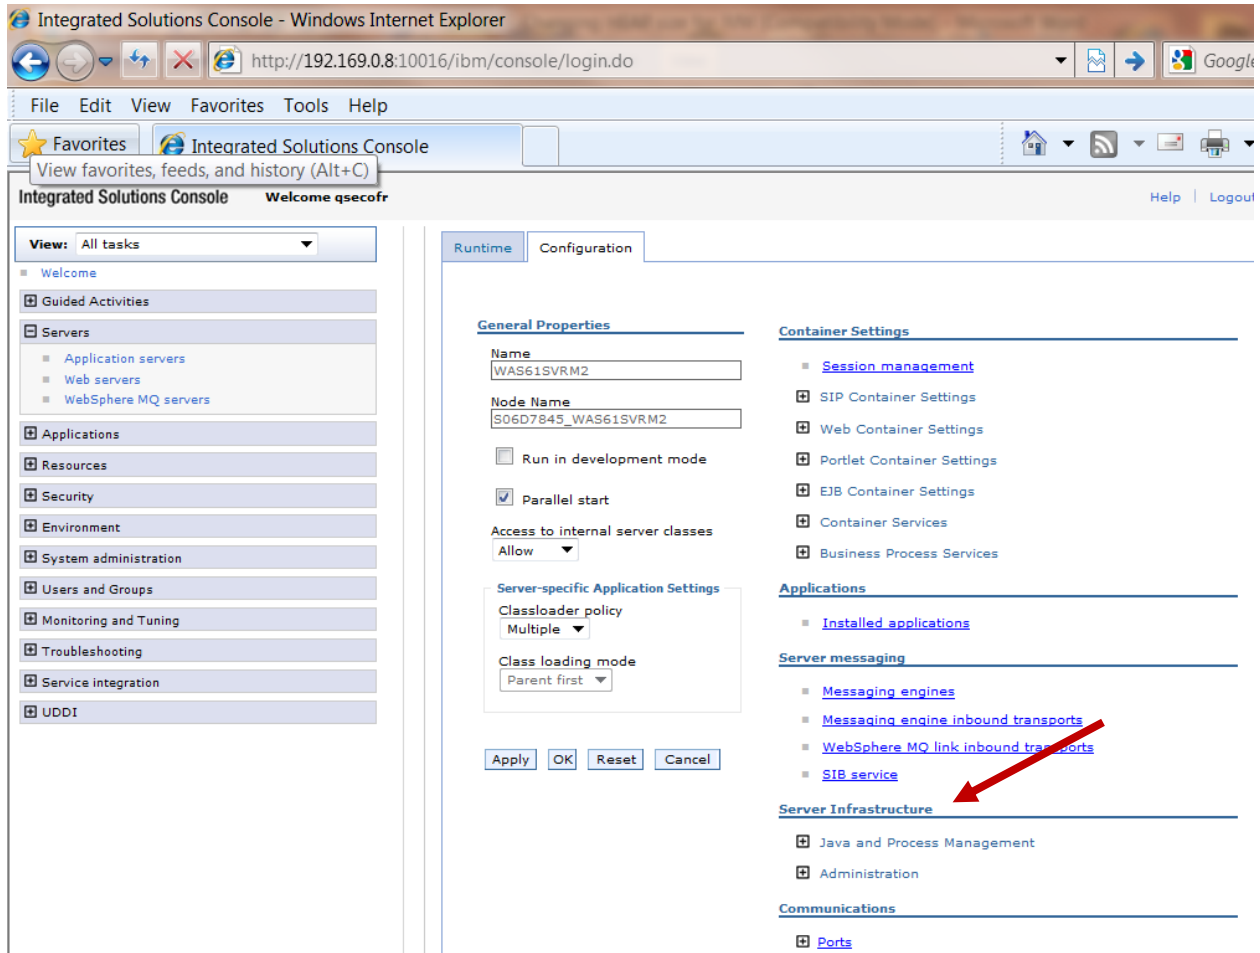 Integrated Solutions Console - Windows Internet Explorer
http://192.169.0.8:10016/ibm/console/login.do
Google
File Edit View Favorites Tools Help
Favorites
Integrated Solutions Console
View favorites, feeds, and history (Alt+C)
Integrated Solutions Console Welcome qsecofr
Help | Logout
View: All tasks
Welcome
Guided Activities
Servers
Application servers
Web servers
WebSphere MQ servers
Applications
Resources
Security
Environment
System administration
Users and Groups
Monitoring and Tuning
Troubleshooting
Service integration
UDDI
Runtime Configuration
General Properties
Name
WAS61SVRM2
Node Name
S06D7845_WAS61SVRM2
Run in development mode
Parallel start
Access to internal server classes
Allow
Server-specific Application Settings
Classloader policy
Multiple
Class loading mode
Parent first
Apply OK Reset Cancel
Container Settings
Session management
SIP Container Settings
Web Container Settings
Portlet Container Settings
EJB Container Settings
Container Services
Business Process Services
Applications
Installed applications
Server messaging
Messaging engines
Messaging engine inbound transports
WebSphere MQ link inbound transports
SIB service
Server Infrastructure
Java and Process Management
Administration
Communications
Ports